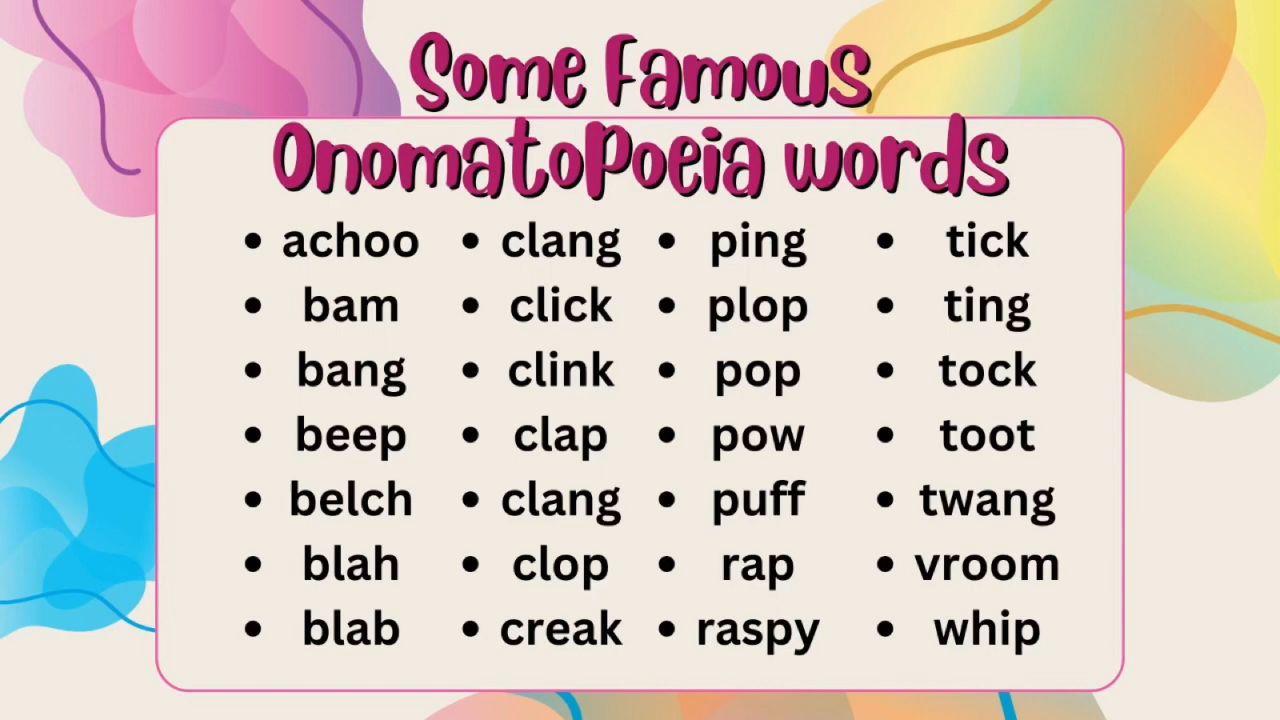 Some Famous
Onomatopoeia words
• achoo • clang • ping • tick
• bam • click • plop • ting
• bang • clink • pop • tock
• beep • clap • pow • toot
• belch • clang • puff • twang
• blah • clop • rap • vroom
• blab • creak • raspy • whip